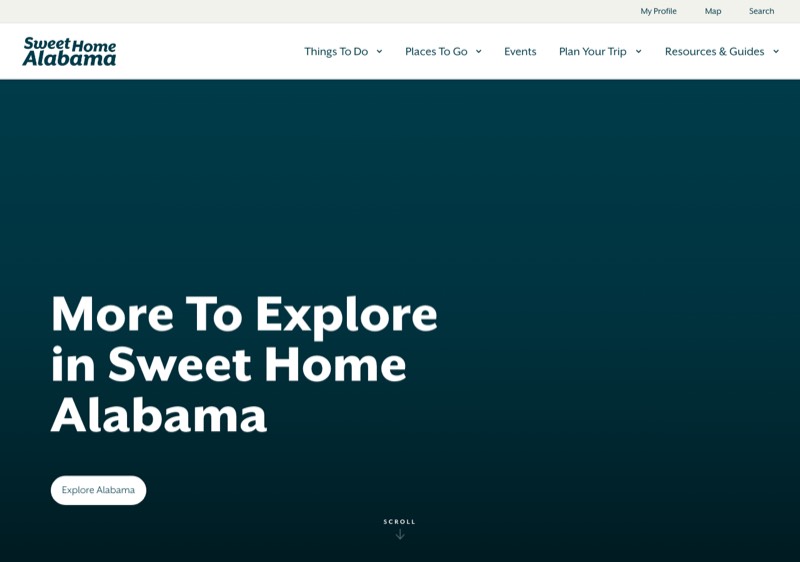 My Profile Map Search
Sweet Home
Alabama
Things To Do Places To Go Events Plan Your Trip Resources & Guides
More To Explore
in Sweet Home
Alabama
Explore Alabama
SCROLL